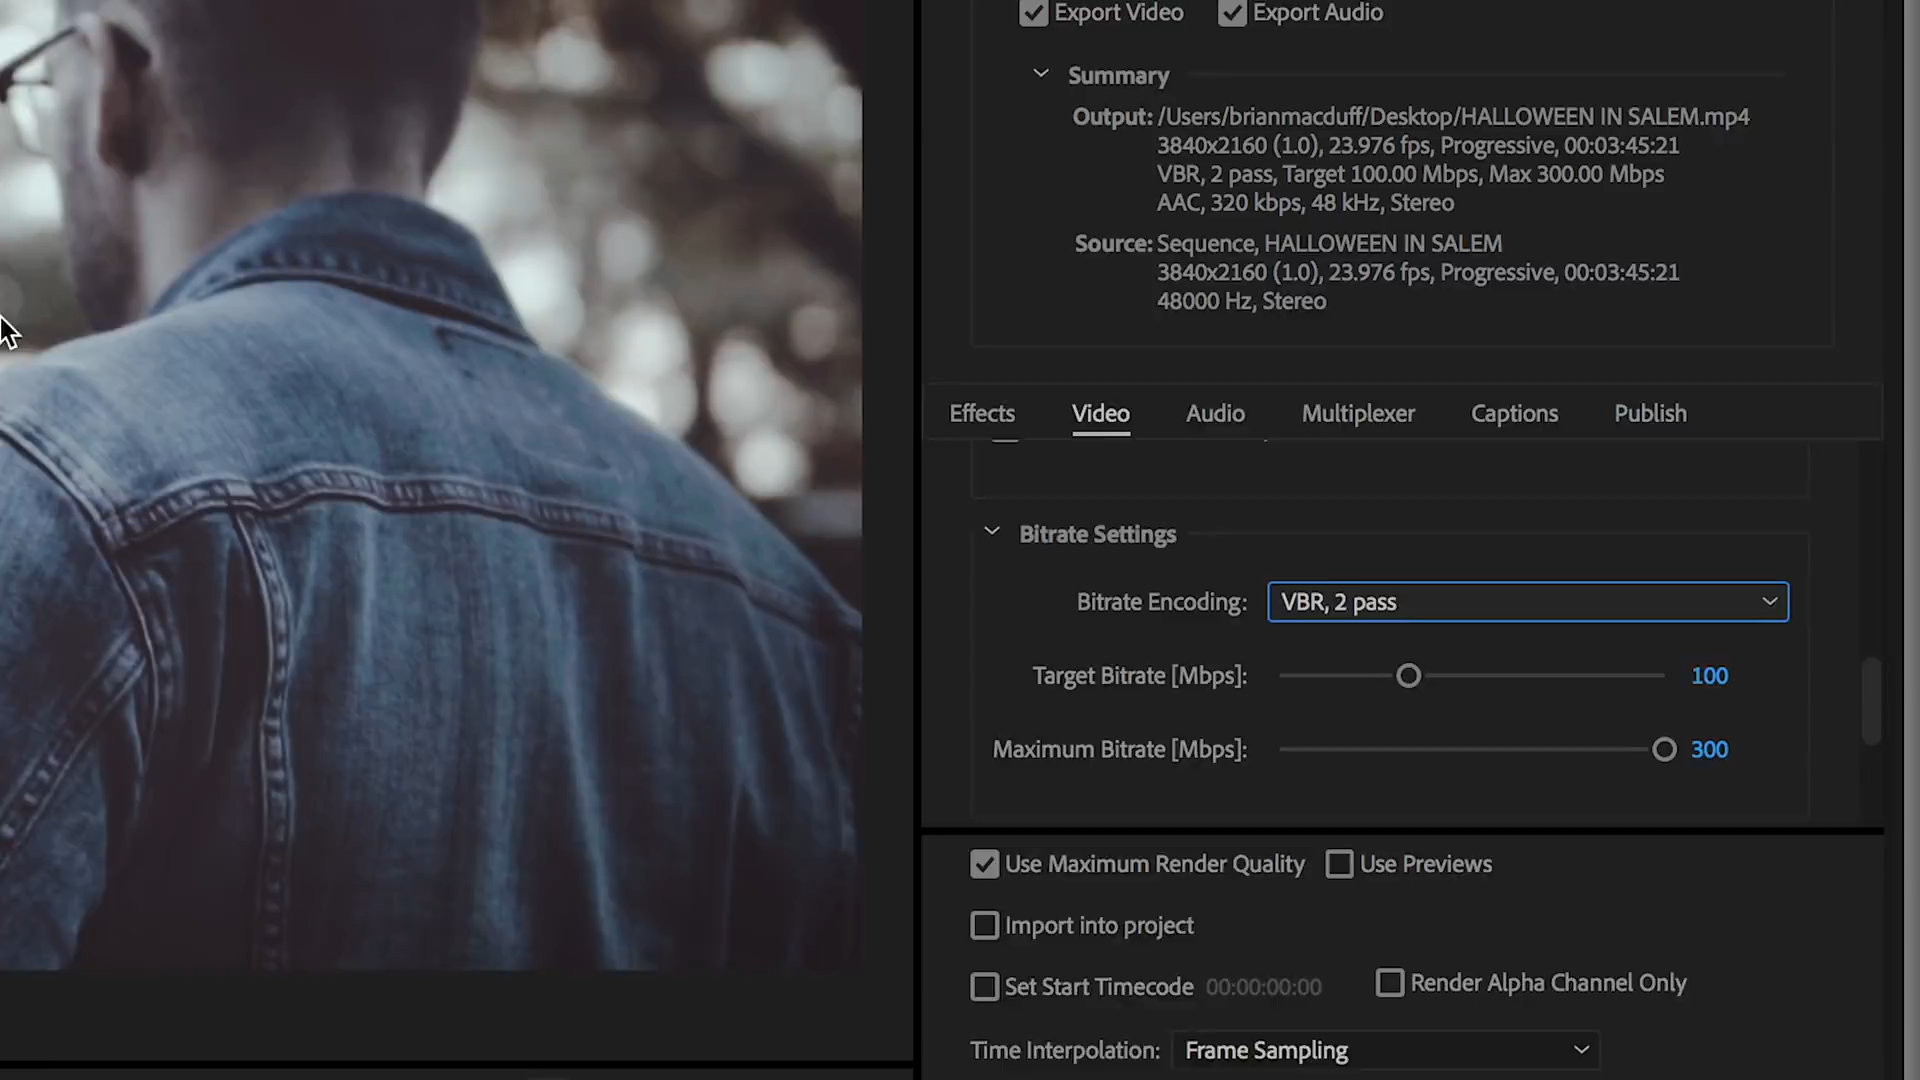 Export Video Export Audio
Summary
Output: /Users/brianmacduff/Desktop/HALLOWEEN IN SALEM.mp4
3840x2160 (1.0), 23.976 fps, Progressive, 00:03:45:21
VBR, 2 pass, Target 100.00 Mbps, Max 300.00 Mbps
AAC, 320 kbps, 48 kHz, Stereo
Source: Sequence, HALLOWEEN IN SALEM
3840x2160 (1.0), 23.976 fps, Progressive, 00:03:45:21
48000 Hz, Stereo
Effects Video Audio Multiplexer Captions Publish
Bitrate Settings
Bitrate Encoding: VBR, 2 pass
Target Bitrate [Mbps]: 100
Maximum Bitrate [Mbps]: 300
Use Maximum Render Quality Use Previews
Import into project
Set Start Timecode 00:00:00:00 Render Alpha Channel Only
Time Interpolation: Frame Sampling